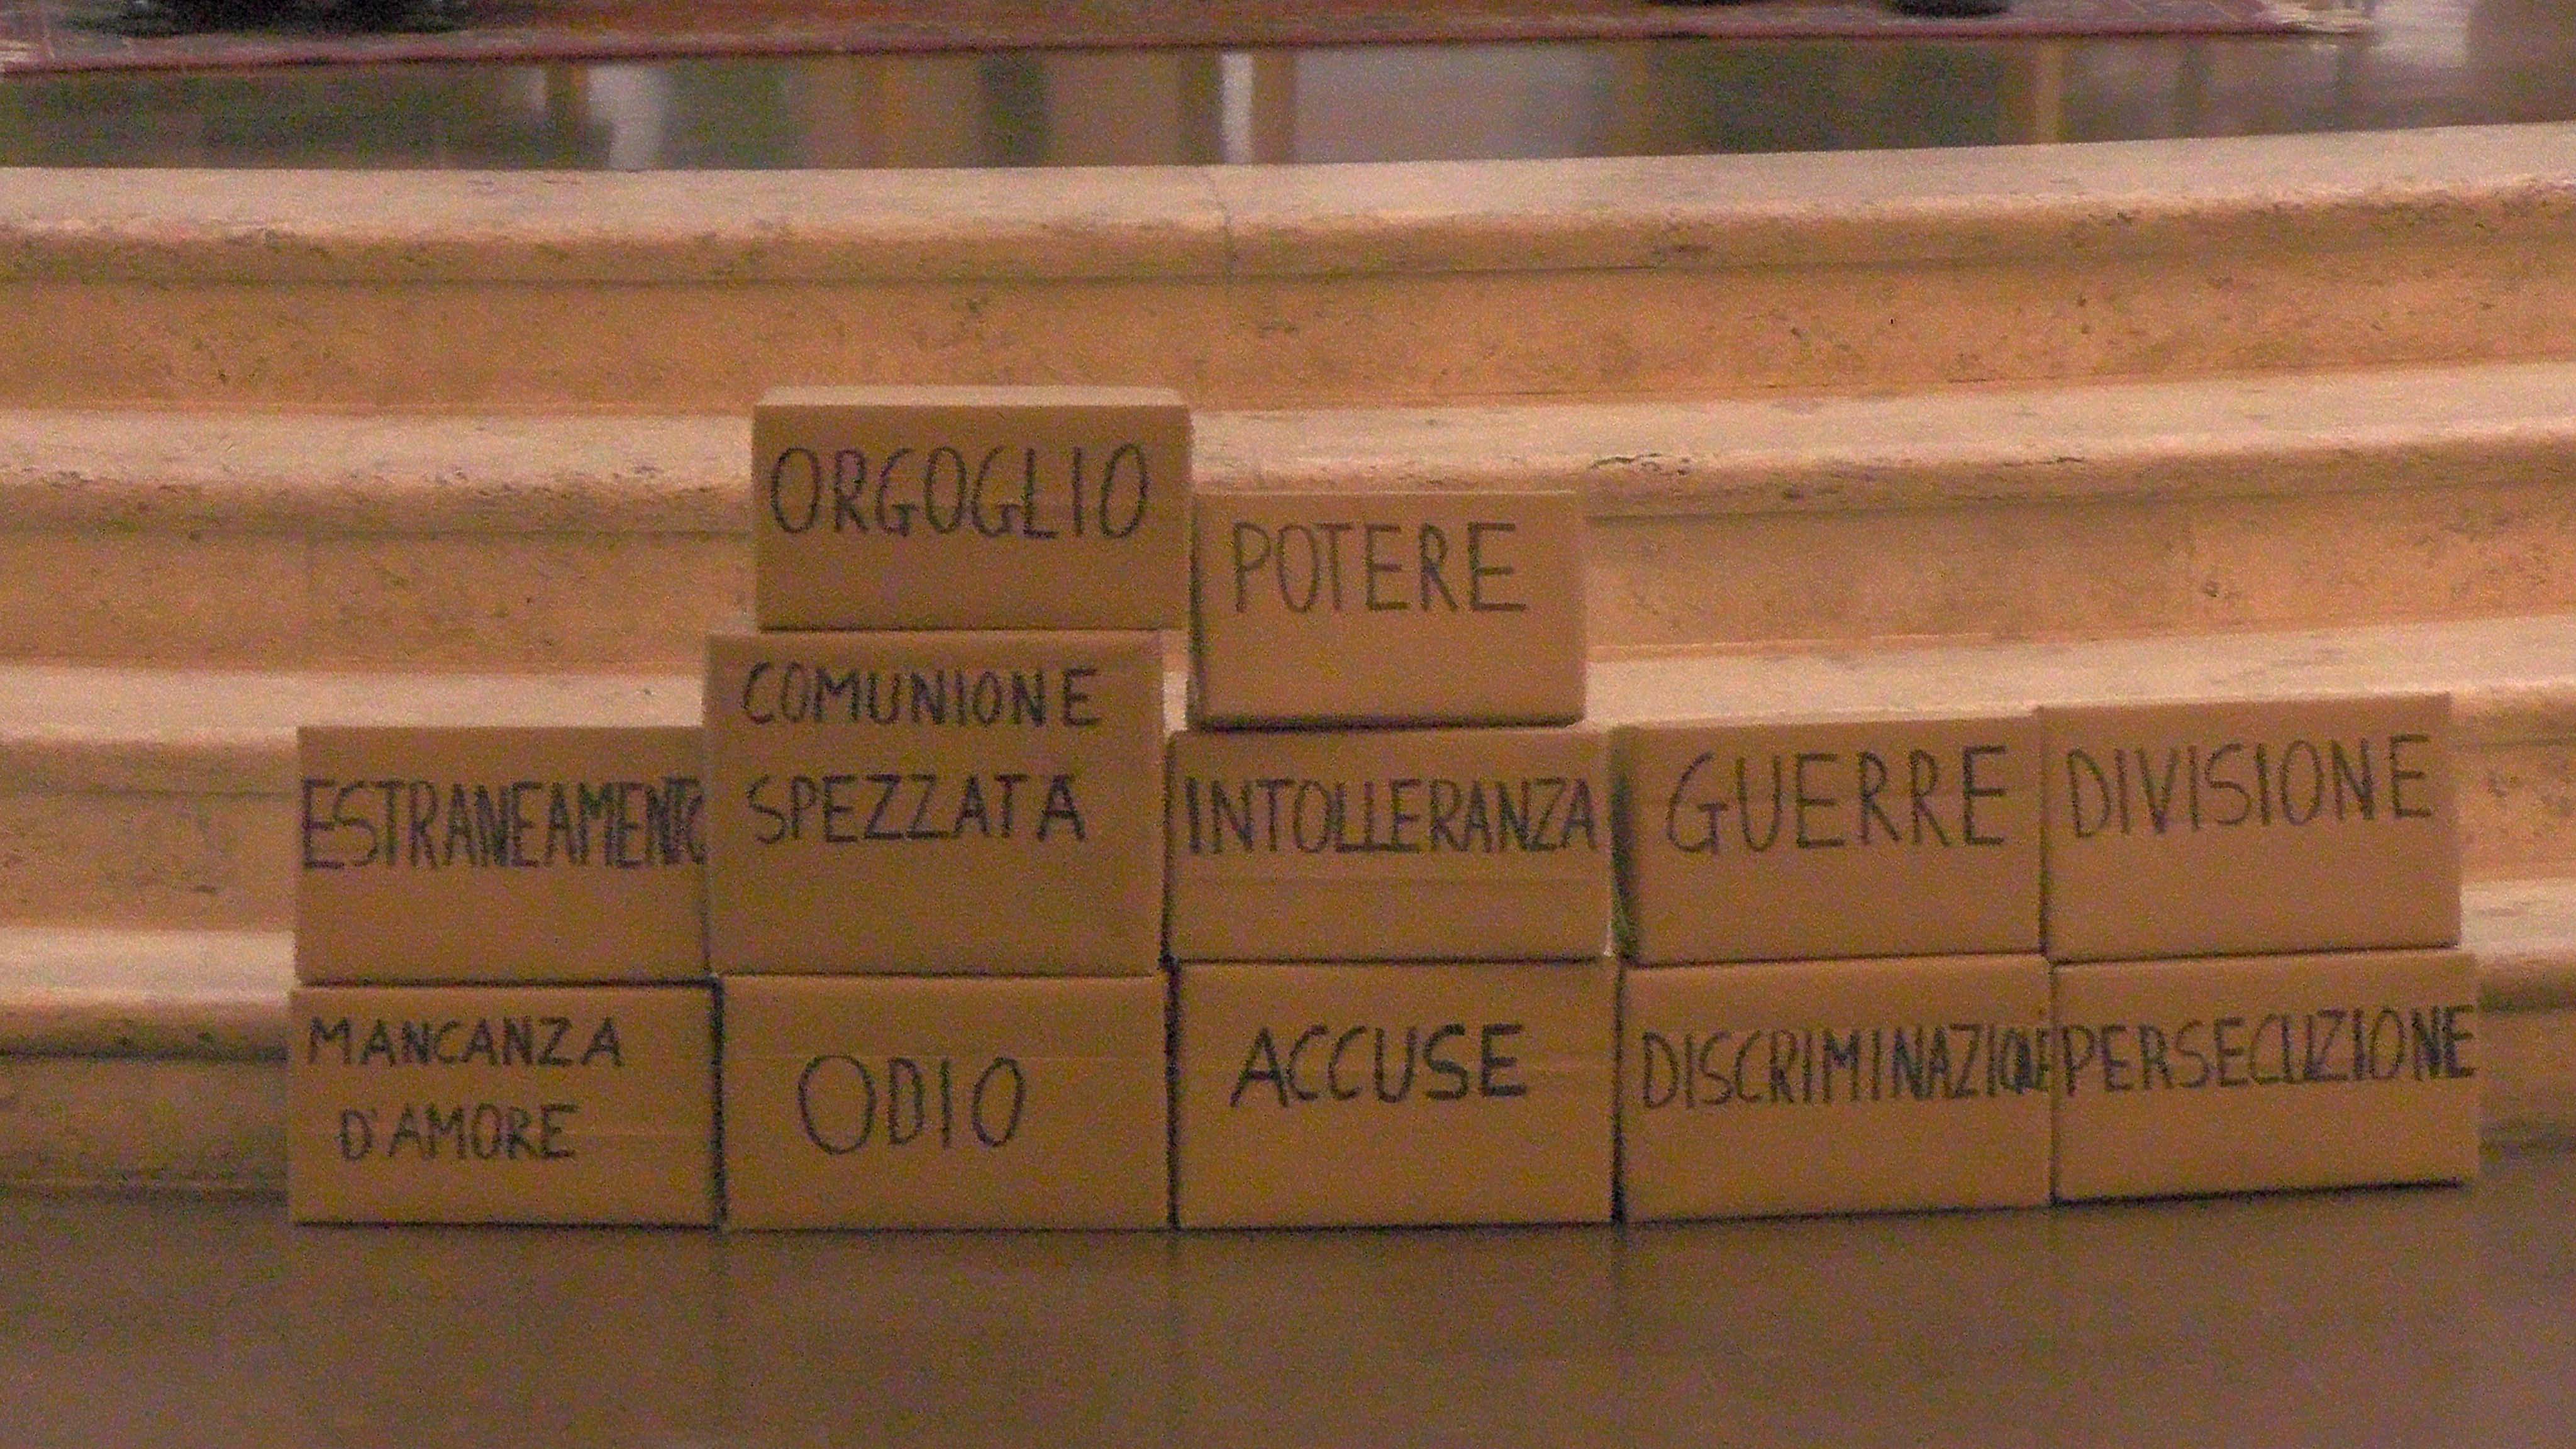 ORGOGLIO
POTERE
COMUNIONE
SPEZZATA
ESTRANEAMENTO
INTOLLERANZA
GUERRE
DIVISIONE
MANCANZA
D'AMORE
ODIO
ACCUSE
DISCRIMINAZIONE
PERSECUZIONE